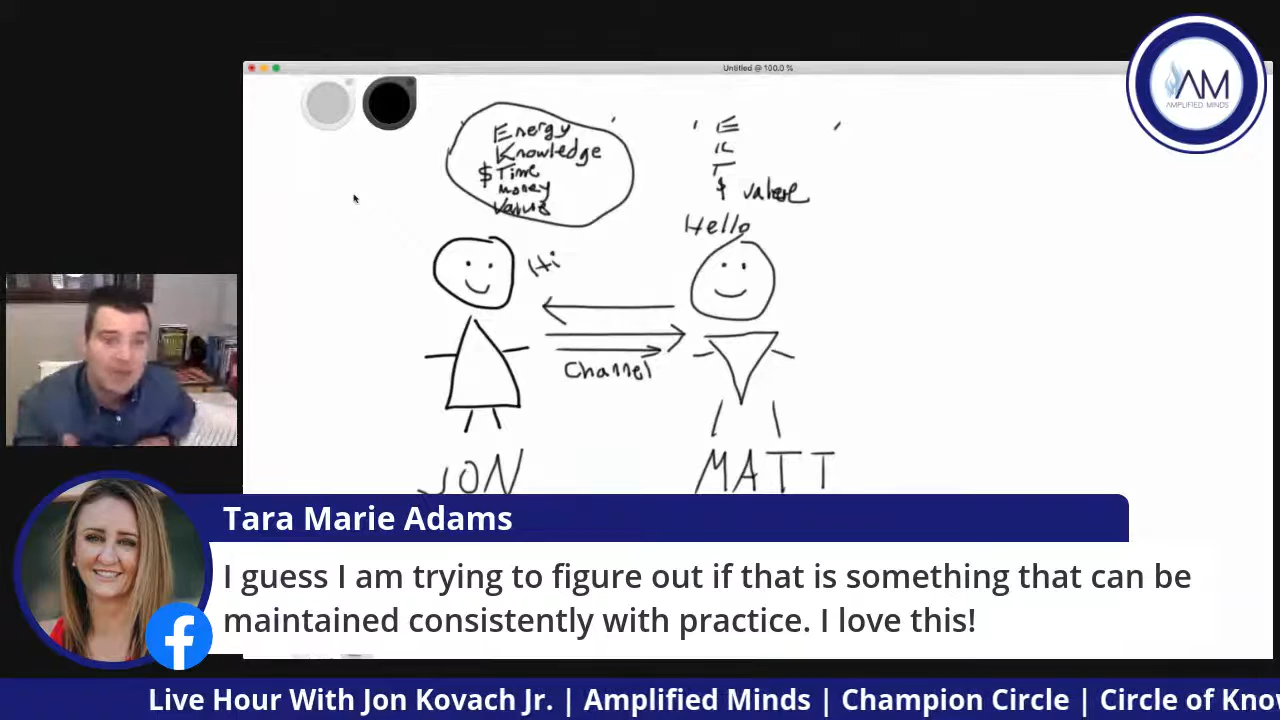 Untitled @ 100.0 %
AM
AMPLIFIED MINDS
Energy
Knowledge
$ Time
Money
Value
E
K
T
$ value
Hello
Hi
Channel
JON
MATT
Tara Marie Adams
I guess I am trying to figure out if that is something that can be
maintained consistently with practice. I love this!
Live Hour With Jon Kovach Jr. | Amplified Minds | Champion Circle | Circle of Know